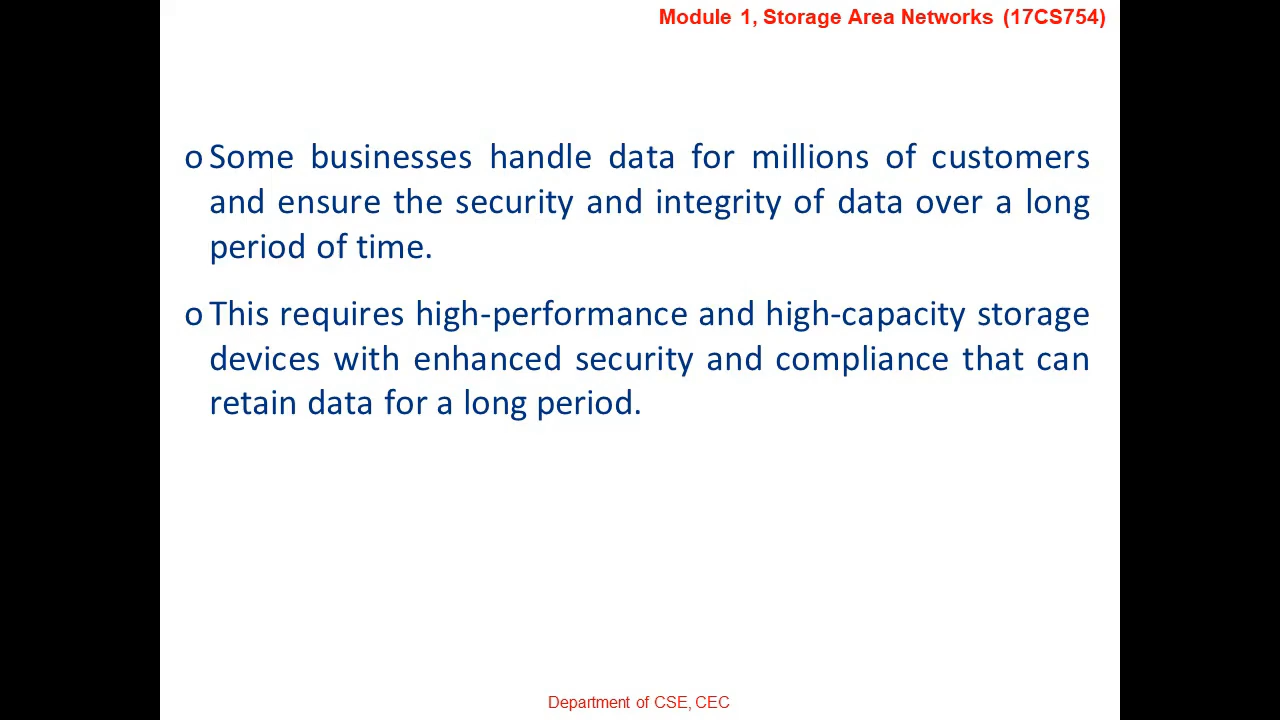 Module 1, Storage Area Networks (17CS754)
o Some businesses handle data for millions of customers
and ensure the security and integrity of data over a long
period of time.
o This requires high-performance and high-capacity storage
devices with enhanced security and compliance that can
retain data for a long period.
Department of CSE, CEC